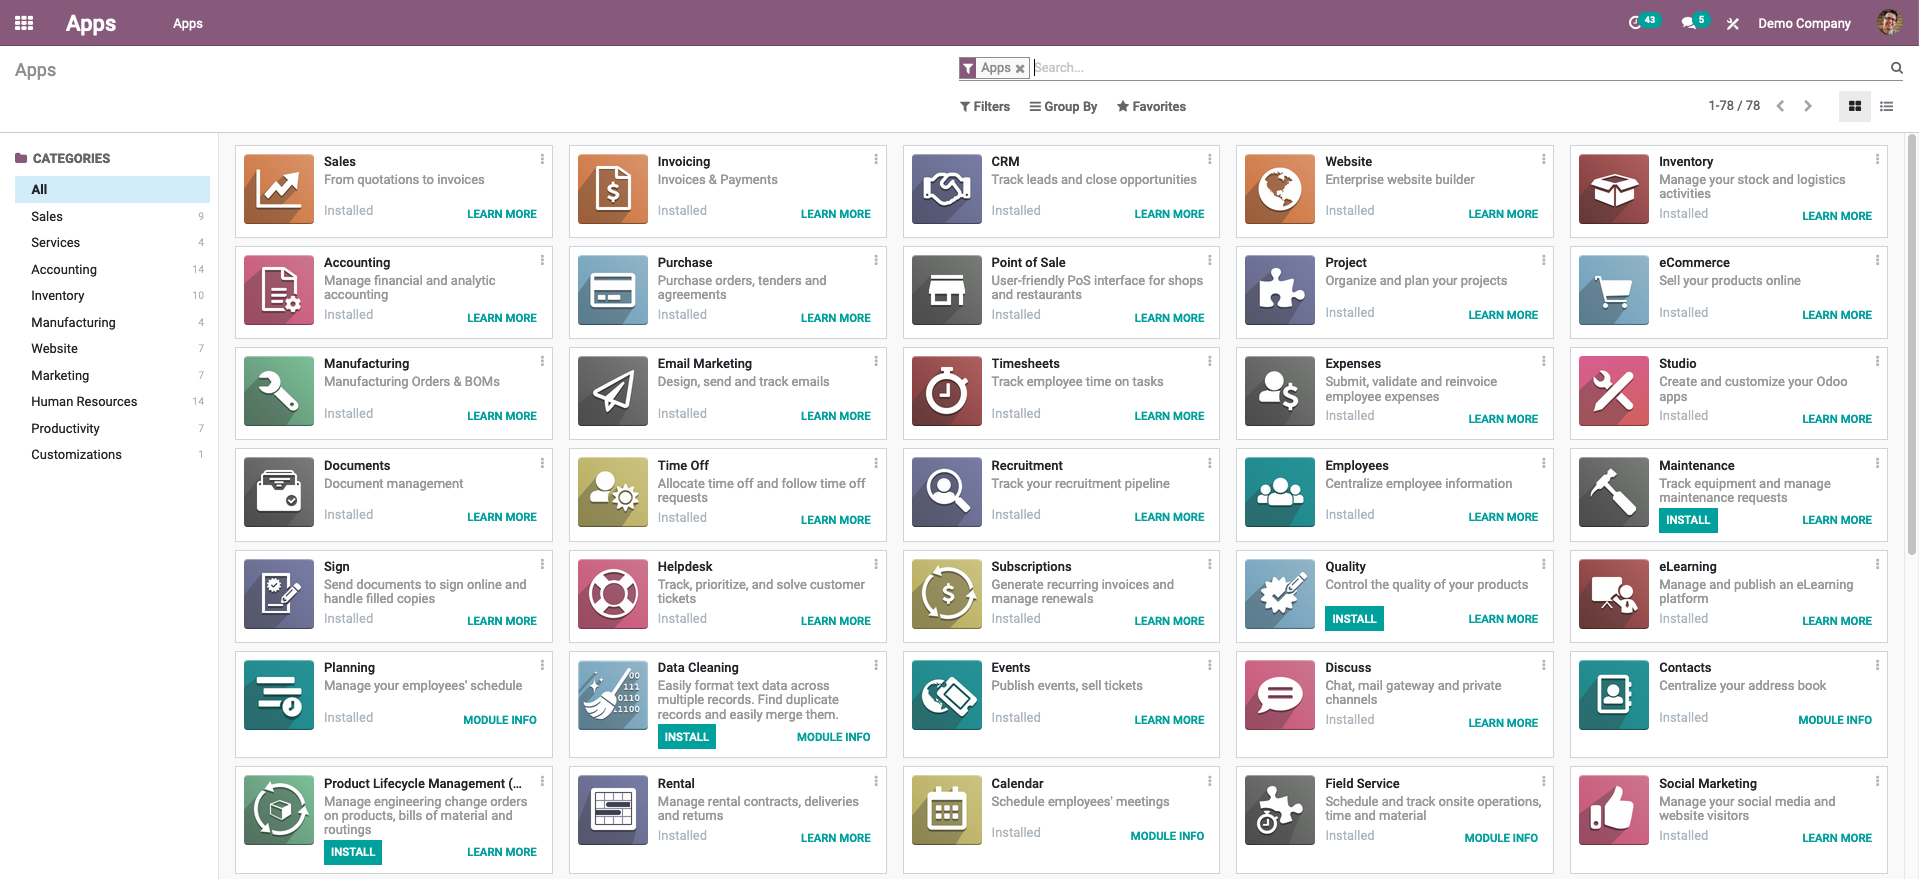 Apps
Apps
43
5
Demo Company
Apps
Apps
Search...
Filters
Group By
Favorites
1-78 / 78
CATEGORIES
All
Sales 9
Services 4
Accounting 14
Inventory 10
Manufacturing 4
Website 7
Marketing 7
Human Resources 14
Productivity 7
Customizations 1
Sales
From quotations to invoices
Installed
LEARN MORE
Invoicing
Invoices & Payments
Installed
LEARN MORE
CRM
Track leads and close opportunities
Installed
LEARN MORE
Website
Enterprise website builder
Installed
LEARN MORE
Inventory
Manage your stock and logistics
activities
Installed
LEARN MORE
Accounting
Manage financial and analytic
accounting
Installed
LEARN MORE
Purchase
Purchase orders, tenders and
agreements
Installed
LEARN MORE
Point of Sale
User-friendly PoS interface for shops
and restaurants
Installed
LEARN MORE
Project
Organize and plan your projects
Installed
LEARN MORE
eCommerce
Sell your products online
Installed
LEARN MORE
Manufacturing
Manufacturing Orders & BOMs
Installed
LEARN MORE
Email Marketing
Design, send and track emails
Installed
LEARN MORE
Timesheets
Track employee time on tasks
Installed
LEARN MORE
Expenses
Submit, validate and reinvoice
employee expenses
Installed
LEARN MORE
Studio
Create and customize your Odoo
apps
Installed
LEARN MORE
Documents
Document management
Installed
LEARN MORE
Time Off
Allocate time off and follow time off
requests
Installed
LEARN MORE
Recruitment
Track your recruitment pipeline
Installed
LEARN MORE
Employees
Centralize employee information
Installed
LEARN MORE
Maintenance
Track equipment and manage
maintenance requests
INSTALL
LEARN MORE
Sign
Send documents to sign online and
handle filled copies
Installed
LEARN MORE
Helpdesk
Track, prioritize, and solve customer
tickets
Installed
LEARN MORE
Subscriptions
Generate recurring invoices and
manage renewals
Installed
LEARN MORE
Quality
Control the quality of your products
INSTALL
LEARN MORE
eLearning
Manage and publish an eLearning
platform
Installed
LEARN MORE
Planning
Manage your employees' schedule
Installed
MODULE INFO
00
111
0110
11100
Data Cleaning
Easily format text data across
multiple records. Find duplicate
records and easily merge them.
INSTALL
MODULE INFO
Events
Publish events, sell tickets
Installed
LEARN MORE
Discuss
Chat, mail gateway and private
channels
Installed
LEARN MORE
Contacts
Centralize your address book
Installed
MODULE INFO
Product Lifecycle Management (...
Manage engineering change orders
on products, bills of material and
routings
INSTALL
LEARN MORE
Rental
Manage rental contracts, deliveries
and returns
Installed
LEARN MORE
Calendar
Schedule employees' meetings
Installed
MODULE INFO
Field Service
Schedule and track onsite operations,
time and material
Installed
MODULE INFO
Social Marketing
Manage your social media and
website visitors
Installed
LEARN MORE